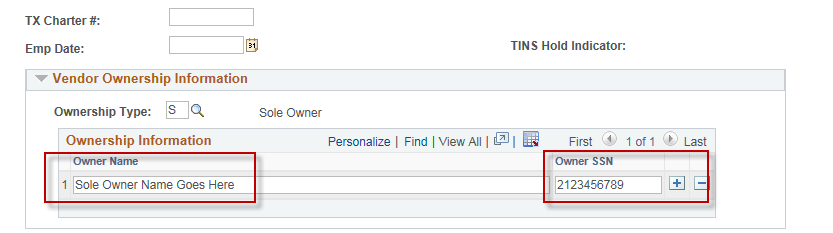 TX Charter #:
Emp Date: 31 TINS Hold Indicator:
Vendor Ownership Information
Ownership Type: S Sole Owner
Ownership Information Personalize | Find | View All | | First 1 of 1 Last
Owner Name Owner SSN
1 Sole Owner Name Goes Here 2123456789